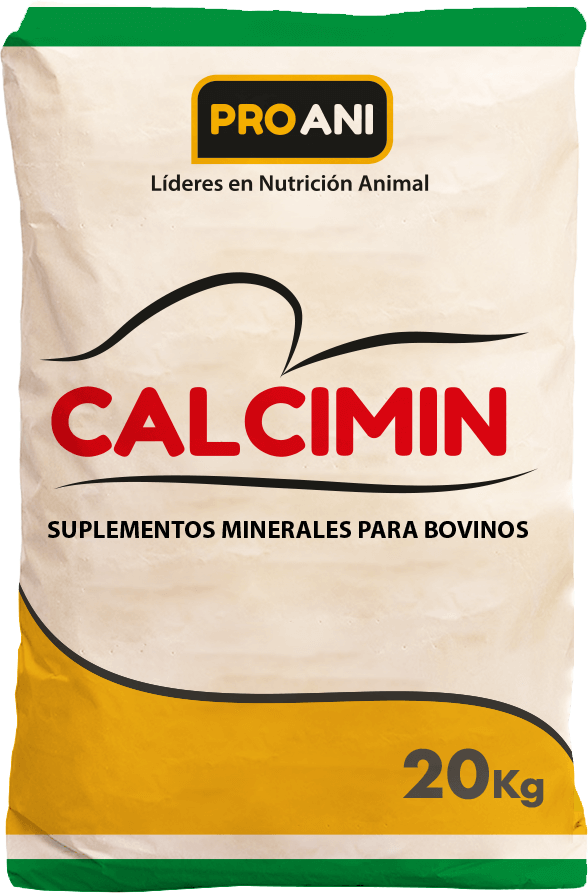 PROANI
Líderes en Nutrición Animal
CALCIMIN
SUPLEMENTOS MINERALES PARA BOVINOS
20Kg